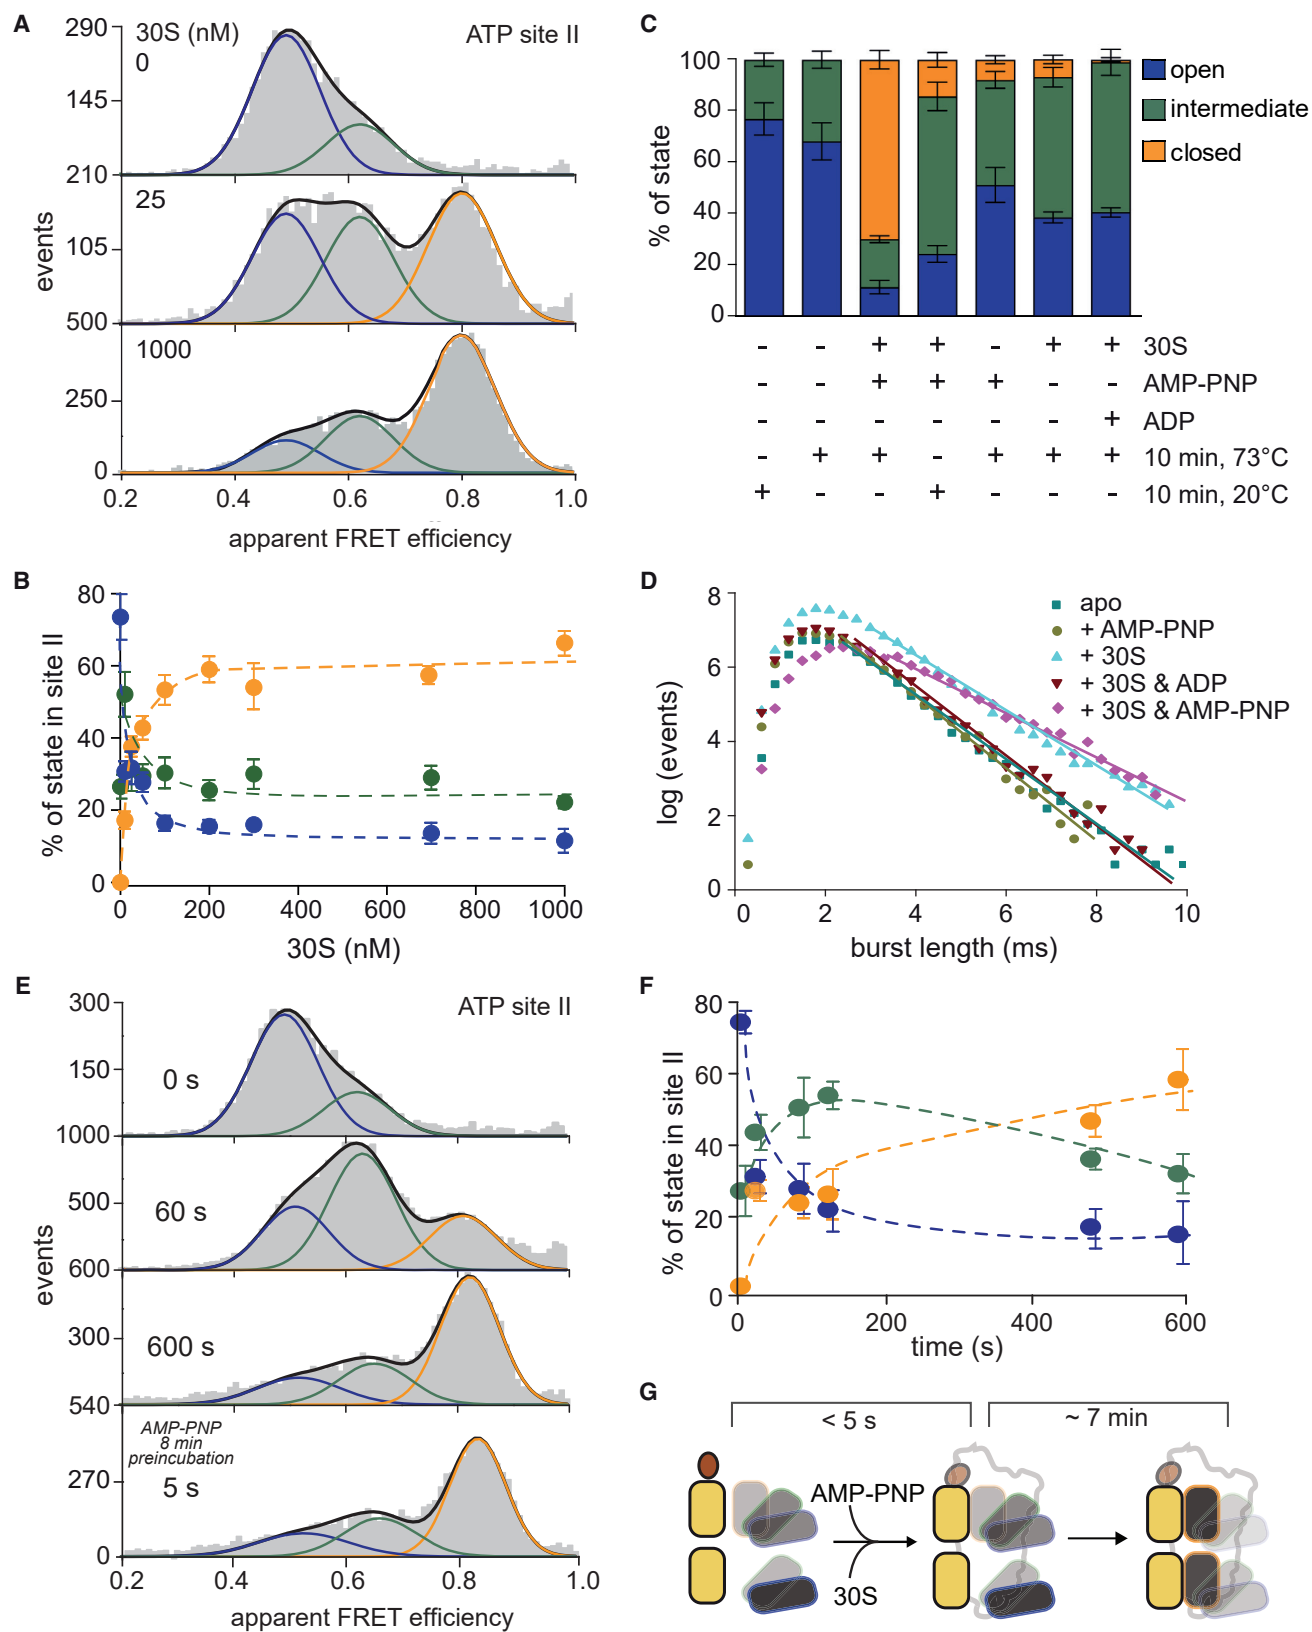 A
30S (nM)
ATP site II
290
0
145
210
25
events
105
500
1000
250
0
0.2
0.4
0.6
0.8
1.0
apparent FRET efficiency
B
80
60
40
20
0
% of state in site II
0
200
400
600
800
1000
30S (nM)
C
100
80
60
40
20
0
% of state
open
intermediate
closed
- - + + - + + 30S
- - + + + - - AMP-PNP
- - - - - - + ADP
- + + - + + + 10 min, 73°C
+ - - + - - - 10 min, 20°C
D
8
6
4
2
0
log (events)
apo
+ AMP-PNP
+ 30S
+ 30S & ADP
+ 30S & AMP-PNP
0
2
4
6
8
10
burst length (ms)
E
ATP site II
300
0 s
150
1000
60 s
500
events
600
600 s
300
540
AMP-PNP
8 min
preincubation
5 s
270
0
0.2
0.4
0.6
0.8
1.0
apparent FRET efficiency
F
80
60
40
20
0
% of state in site II
0
200
400
600
time (s)
G
< 5 s
~ 7 min
AMP-PNP
30S